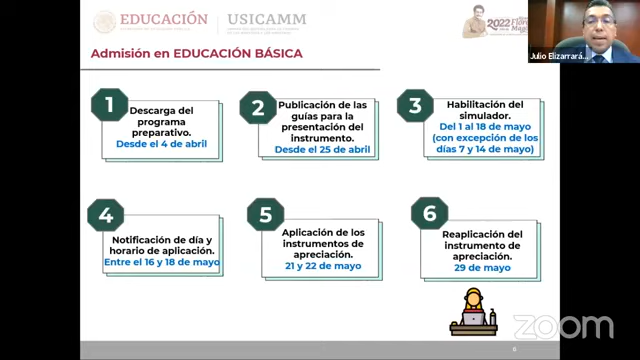 EDUCACIÓN
USICAMM
2022 Flores
Magón
Julio Elizarrará
Admisión en EDUCACIÓN BÁSICA
1
Descarga del
programa
preparativo.
Desde el 4 de abril
2
Publicación de las
guías para la
presentación del
instrumento.
Desde el 25 de abril
3
Habilitación del
simulador.
Del 1 al 18 de mayo
(con excepción de los
días 7 y 14 de mayo)
4
Notificación de día y
horario de aplicación.
Entre el 16 y 18 de mayo
5
Aplicación de los
instrumentos de
apreciación.
21 y 22 de mayo
6
Reaplicación del
instrumento de
apreciación.
29 de mayo
zoom
6